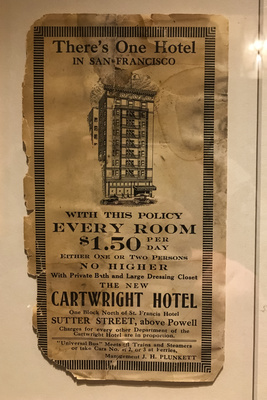 There's One Hotel
IN SAN FRANCISCO
WITH THIS POLICY
EVERY ROOM
$1.50 PER DAY
EITHER ONE OR TWO PERSONS
NO HIGHER
With Private Bath and Large Dressing Closet
THE NEW
CARTWRIGHT HOTEL
One Block North of St. Francis Hotel
SUTTER STREET, above Powell
Charges for every other Department of the
Cartwright Hotel are in proportion.
"Universal Bus" Meets all Trains and Steamers
or take Cars No. 1, 2, or 3 at Ferries,
Management J. H. PLUNKETT